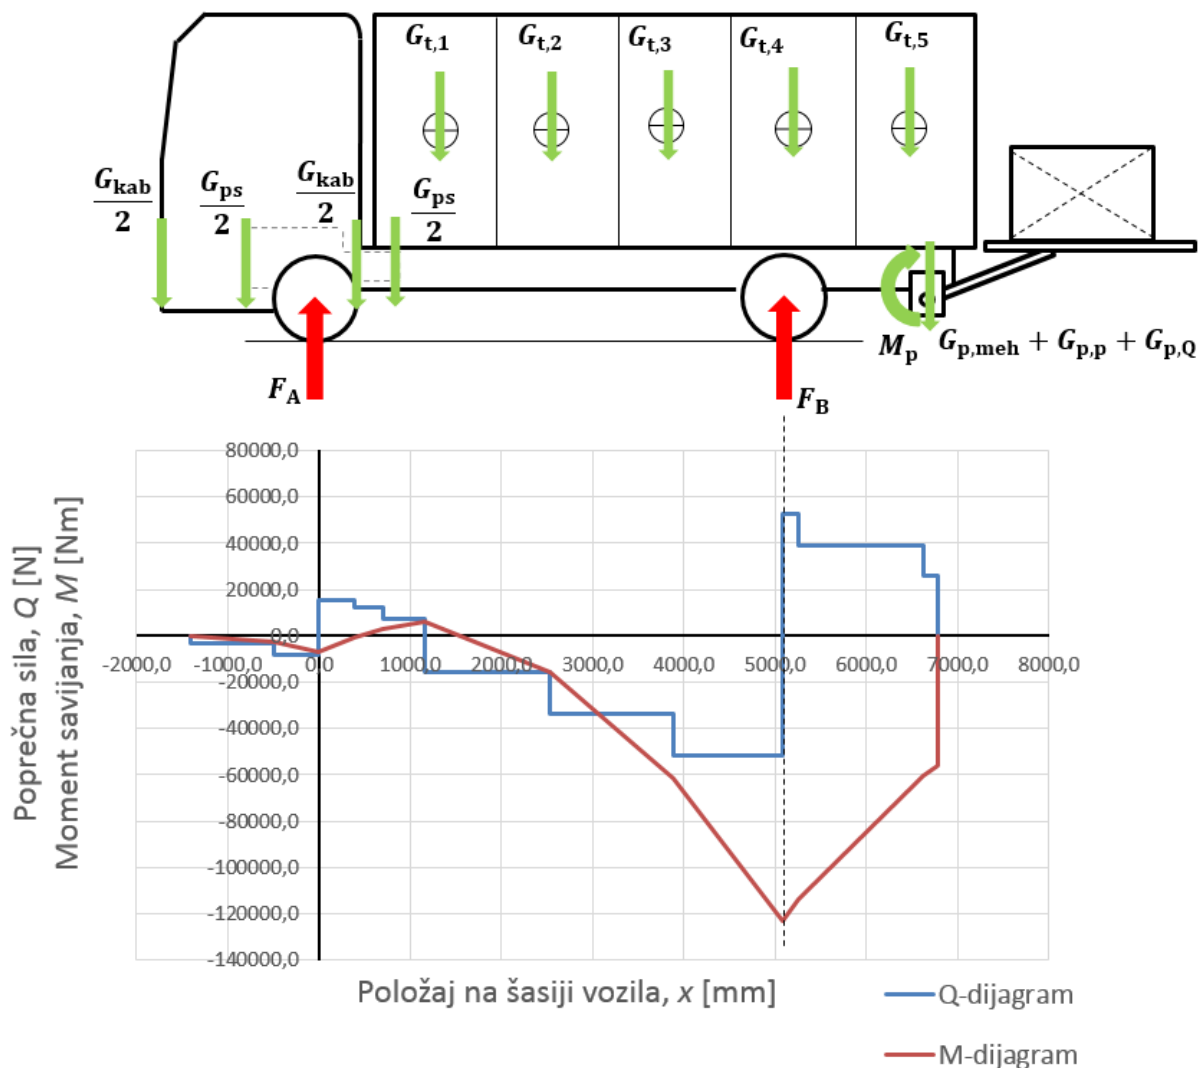 G_t,1 G_t,2 G_t,3 G_t,4 G_t,5
G_kab/2 G_ps/2 G_kab/2 G_ps/2
M_p G_p,meh + G_p,p + G_p,Q
F_A F_B
80000,0
60000,0
40000,0
20000,0
0,0
-2000,0 -1000,0 0,0 1000,0 2000,0 3000,0 4000,0 5000,0 6000,0 7000,0 8000,0
-20000,0
-40000,0
-60000,0
-80000,0
-100000,0
-120000,0
-140000,0
Poprečna sila, Q [N]
Moment savijanja, M [Nm]
Položaj na šasiji vozila, x [mm]
Q-dijagram
M-dijagram